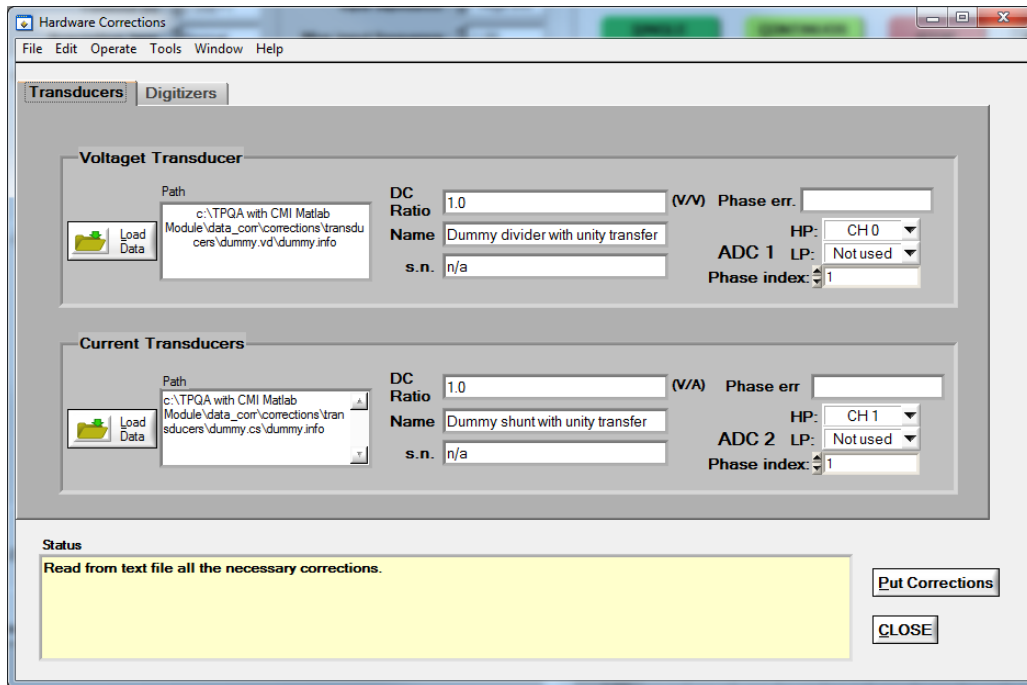 Hardware Corrections
File Edit Operate Tools Window Help
Transducers Digitizers
Voltaget Transducer
Path
c:\TPQA with CMI Matlab
Module\data_corr\corrections\transdu
cers\dummy.vd\dummy.info
Load
Data
DC
Ratio
1.0
(V/V)
Phase err.
Name
Dummy divider with unity transfer
HP: CH 0
ADC 1 LP: Not used
s.n.
n/a
Phase index: 1
Current Transducers
Path
c:\TPQA with CMI Matlab
Module\data_corr\corrections\tran
sducers\dummy.cs\dummy.info
Load
Data
DC
Ratio
1.0
(V/A)
Phase err
Name
Dummy shunt with unity transfer
HP: CH 1
ADC 2 LP: Not used
s.n.
n/a
Phase index: 1
Status
Read from text file all the necessary corrections.
Put Corrections
CLOSE